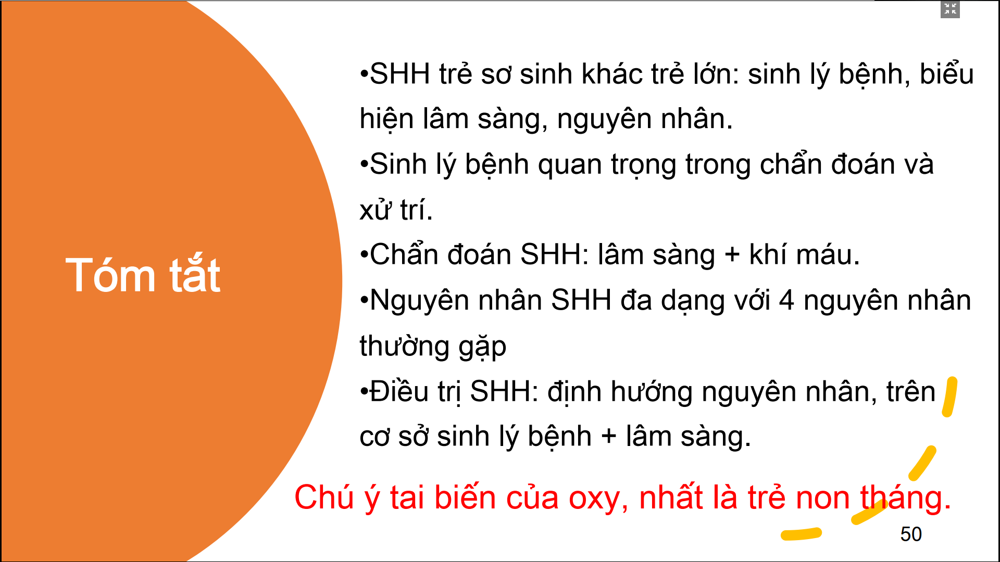 Tóm tắt
•SHH trẻ sơ sinh khác trẻ lớn: sinh lý bệnh, biểu
hiện lâm sàng, nguyên nhân.
•Sinh lý bệnh quan trọng trong chẩn đoán và
xử trí.
•Chẩn đoán SHH: lâm sàng + khí máu.
•Nguyên nhân SHH đa dạng với 4 nguyên nhân
thường gặp
•Điều trị SHH: định hướng nguyên nhân, trên
cơ sở sinh lý bệnh + lâm sàng.
Chú ý tai biến của oxy, nhất là trẻ non tháng.
50